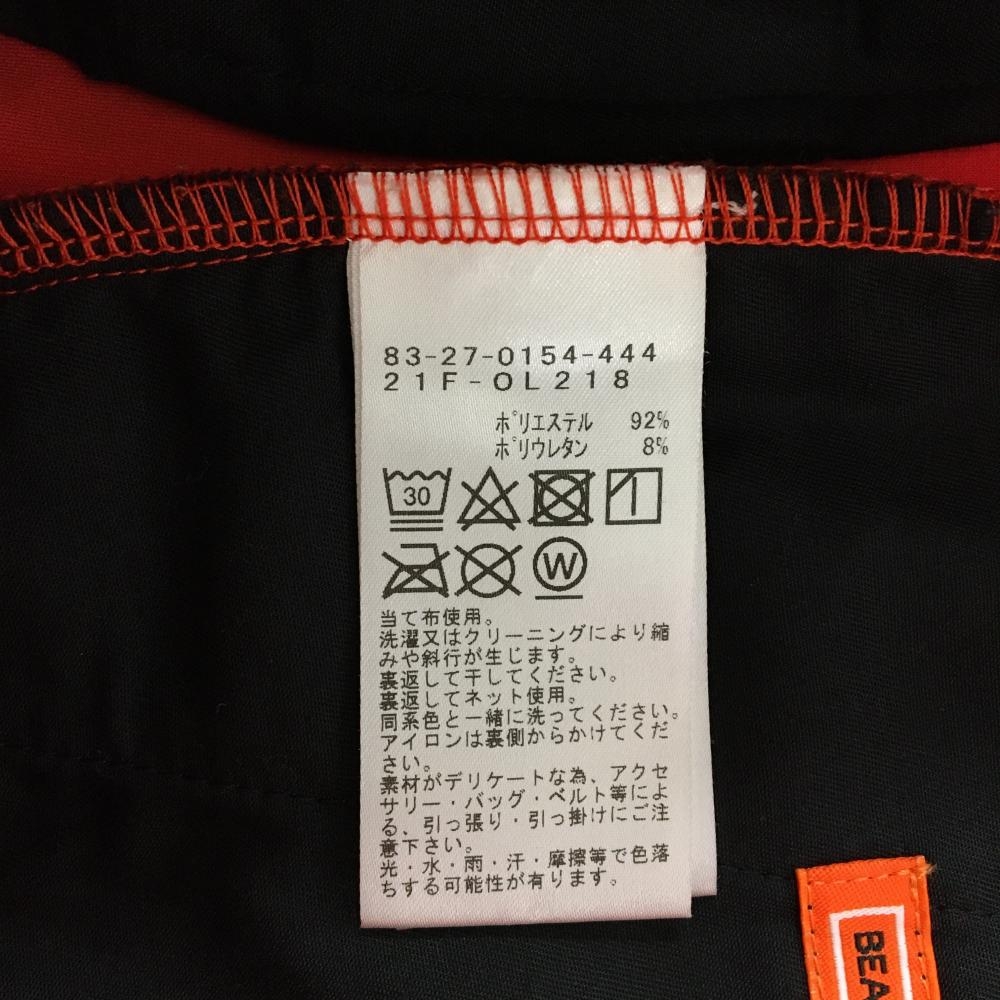 83-27-0154-444
21F-OL218
ポリエステル 92%
ポリウレタン 8%
30
W
当て布使用。
洗濯又はクリーニングにより縮
みや斜行が生じます。
裏返して干してください。
裏返してネット使用。
同系色と一緒に洗ってください。
アイロンは裏側からかけてくだ
さい。
素材がデリケートな為、アクセ
サリー・バッグ・ベルト等によ
る、引っ張り・引っ掛けにご注
意下さい。
光・水・雨・汗・摩擦等で色落
ちする可能性が有ります。
BEA